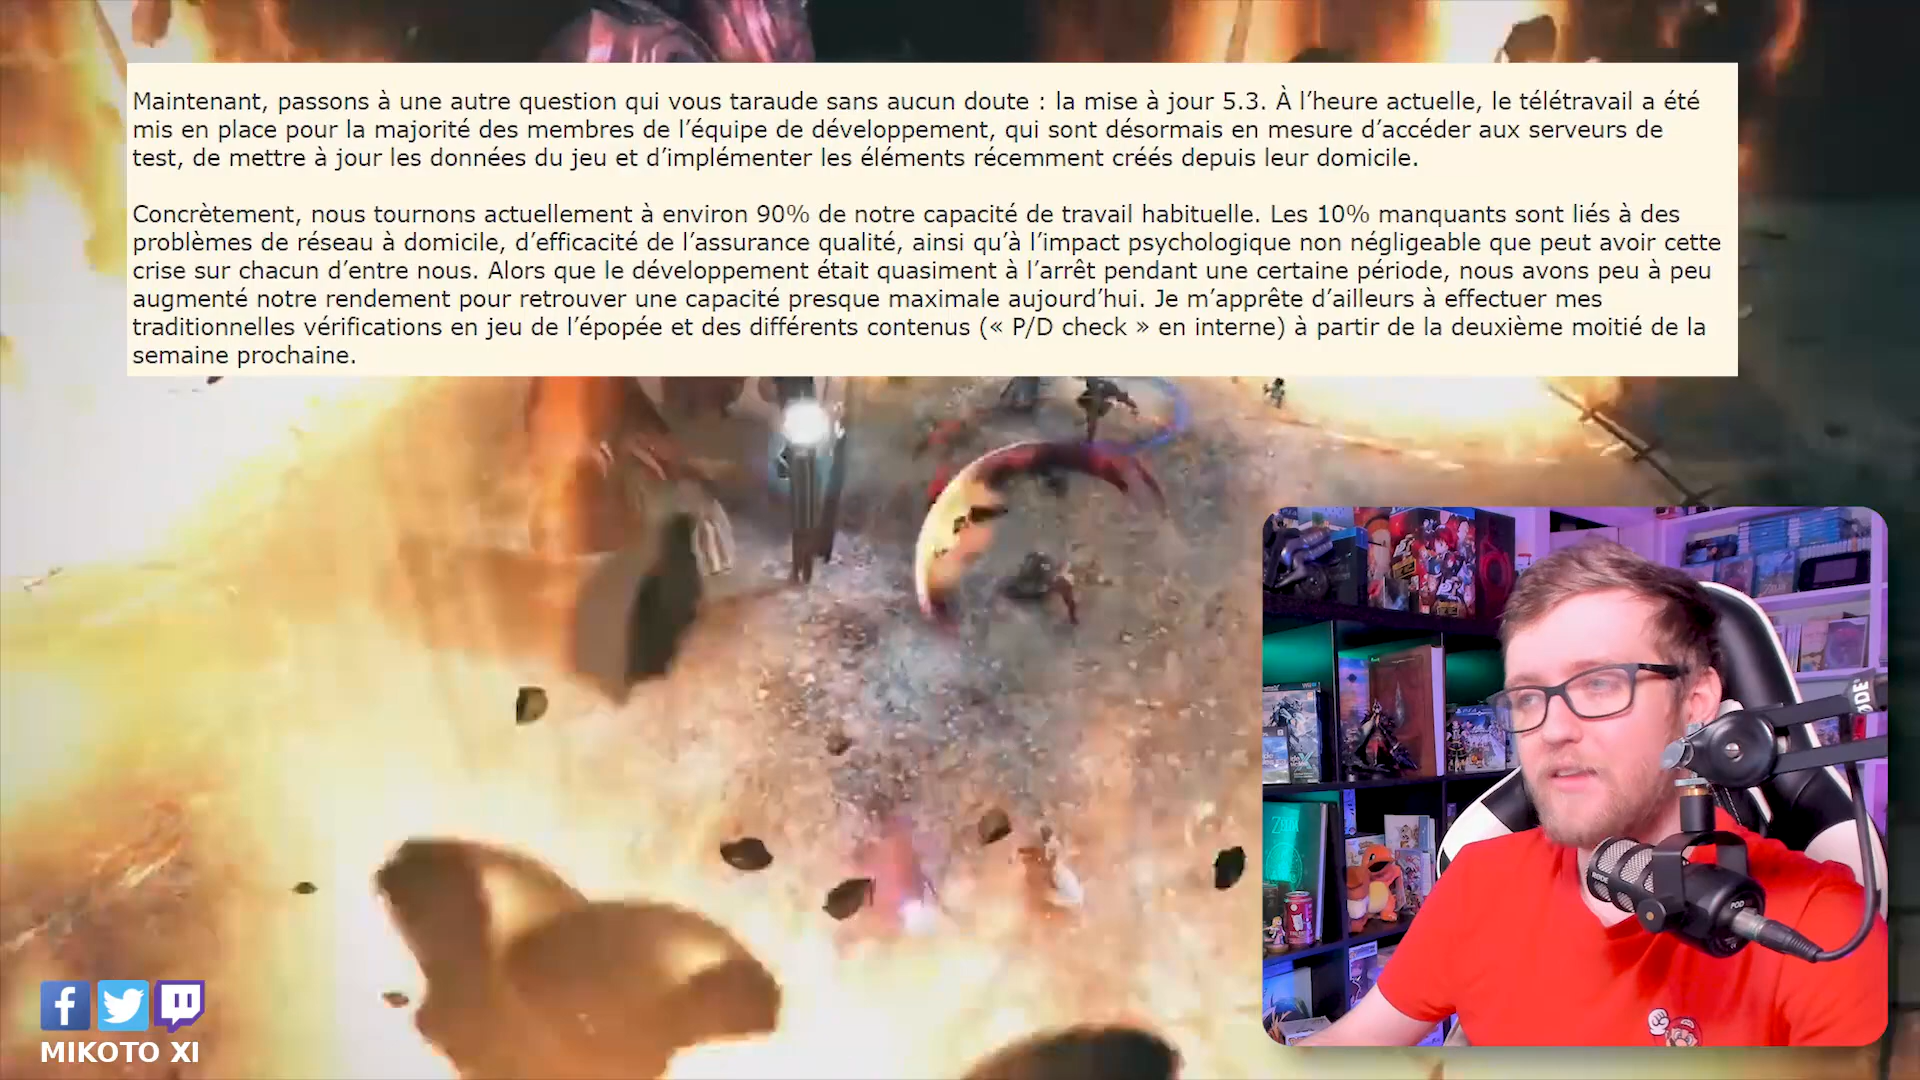 Maintenant, passons à une autre question qui vous taraude sans aucun doute : la mise à jour 5.3. À l’heure actuelle, le télétravail a été
mis en place pour la majorité des membres de l’équipe de développement, qui sont désormais en mesure d’accéder aux serveurs de
test, de mettre à jour les données du jeu et d’implémenter les éléments récemment créés depuis leur domicile.
Concrètement, nous tournons actuellement à environ 90% de notre capacité de travail habituelle. Les 10% manquants sont liés à des
problèmes de réseau à domicile, d’efficacité de l’assurance qualité, ainsi qu’à l’impact psychologique non négligeable que peut avoir cette
crise sur chacun d’entre nous. Alors que le développement était quasiment à l’arrêt pendant une certaine période, nous avons peu à peu
augmenté notre rendement pour retrouver une capacité presque maximale aujourd’hui. Je m’apprête d’ailleurs à effectuer mes
traditionnelles vérifications en jeu de l’épopée et des différents contenus (« P/D check » en interne) à partir de la deuxième moitié de la
semaine prochaine.
ZELDA
RØDE
POD
MIKOTO XI